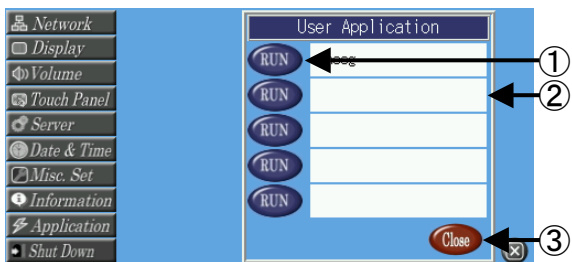 Network
Display
Volume
Touch Panel
Server
Date & Time
Misc. Set
Information
Application
Shut Down
User Application
RUN
①
RUN
②
RUN
RUN
RUN
Close
③